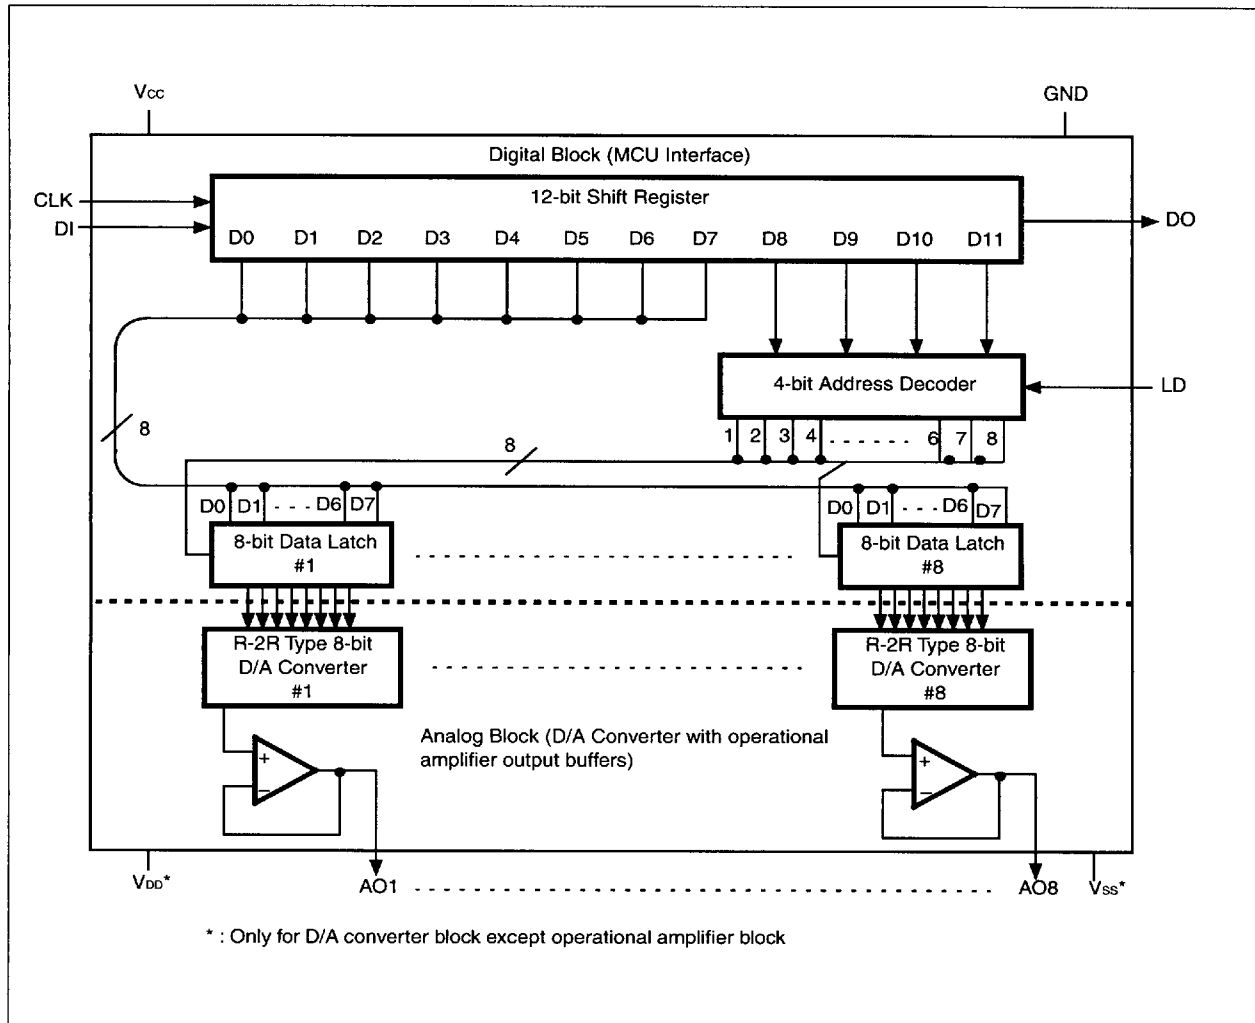 Vcc
GND
Digital Block (MCU Interface)
12-bit Shift Register
CLK
DI
DO
D0 D1 D2 D3 D4 D5 D6 D7 D8 D9 D10 D11
4-bit Address Decoder
LD
8
1 2 3 4 6 7 8
8
D0 D1 D6 D7
D0 D1 D6 D7
8-bit Data Latch
#1
8-bit Data Latch
#8
R-2R Type 8-bit
D/A Converter
#1
R-2R Type 8-bit
D/A Converter
#8
Analog Block (D/A Converter with operational
amplifier output buffers)
+
−
+
−
VDD*
AO1
AO8
Vss*
* : Only for D/A converter block except operational amplifier block